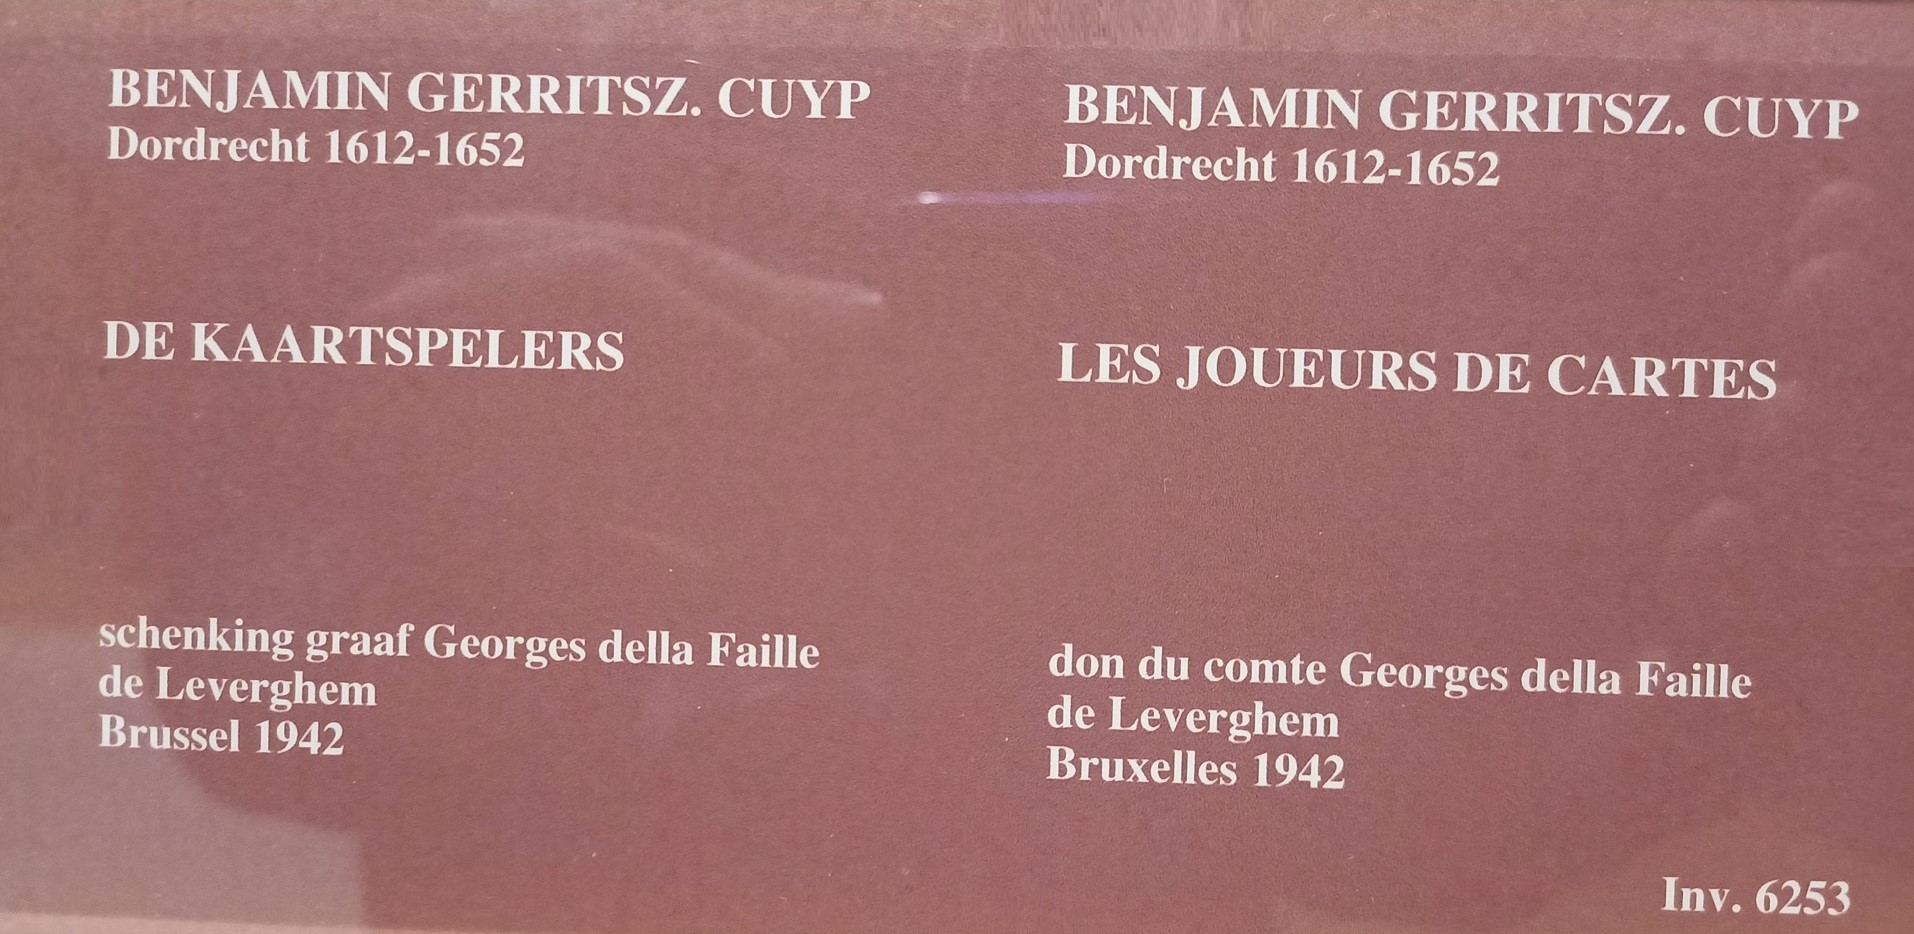 BENJAMIN GERRITSZ. CUYP
Dordrecht 1612-1652
DE KAARTSPELERS
schenking graaf Georges della Faille
de Leverghem
Brussel 1942
BENJAMIN GERRITSZ. CUYP
Dordrecht 1612-1652
LES JOUEURS DE CARTES
don du comte Georges della Faille
de Leverghem
Bruxelles 1942
Inv. 6253